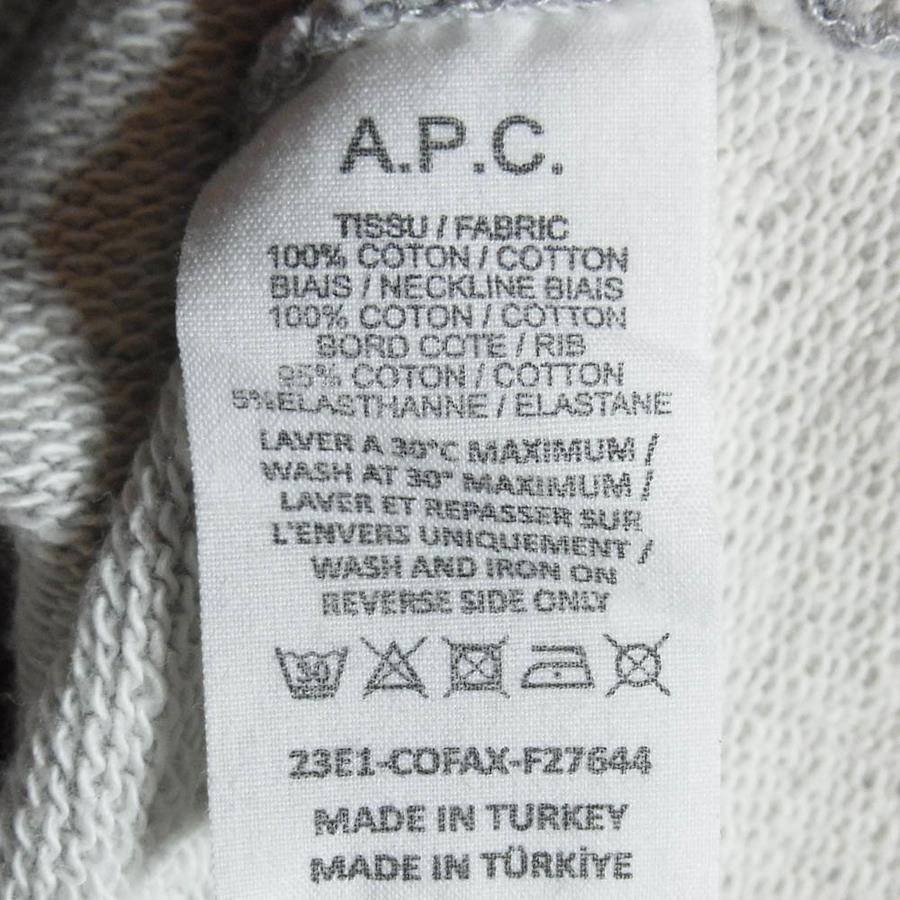 A.P.C.
TISSU / FABRIC
100% COTON / COTTON
BIAIS / NECKLINE BIAIS
100% COTON / COTTON
BORD COTE / RIB
95% COTON / COTTON
5%ELASTHANNE / ELASTANE
LAVER A 30°C MAXIMUM /
WASH AT 30° MAXIMUM /
LAVER ET REPASSER SUR
L'ENVERS UNIQUEMENT /
WASH AND IRON ON
REVERSE SIDE ONLY
30
23E1-COFAX-F27644
MADE IN TURKEY
MADE IN TÜRKİYE